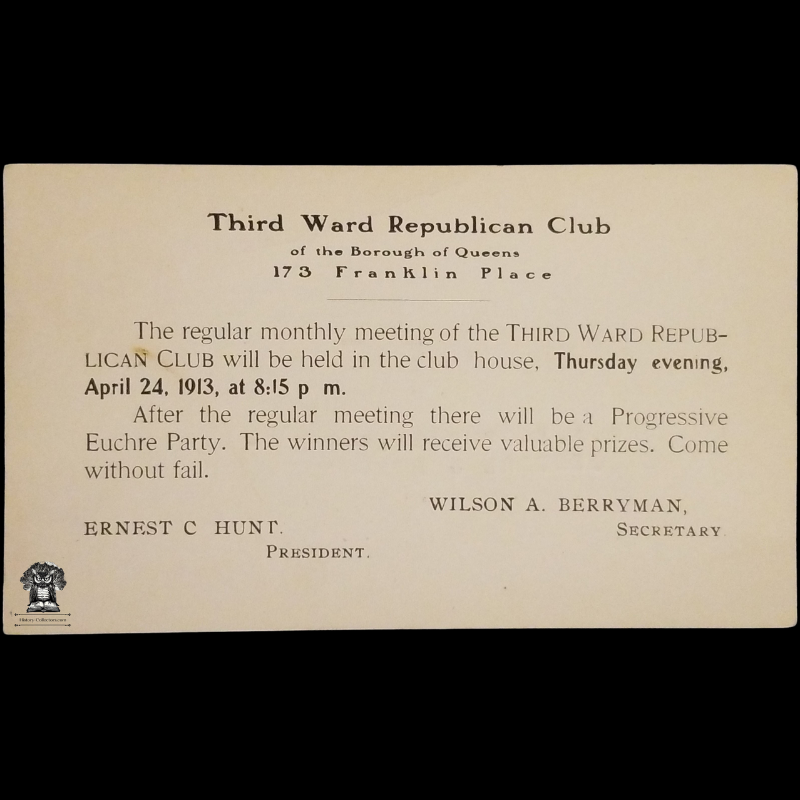 Third Ward Republican Club
of the Borough of Queens
173 Franklin Place
The regular monthly meeting of the THIRD WARD REPUB-
LICAN CLUB will be held in the club house, Thursday evening,
April 24, 1913, at 8:15 p m.
After the regular meeting there will be a Progressive
Euchre Party. The winners will receive valuable prizes. Come
without fail.
WILSON A. BERRYMAN,
SECRETARY.
ERNEST C HUNT.
PRESIDENT.